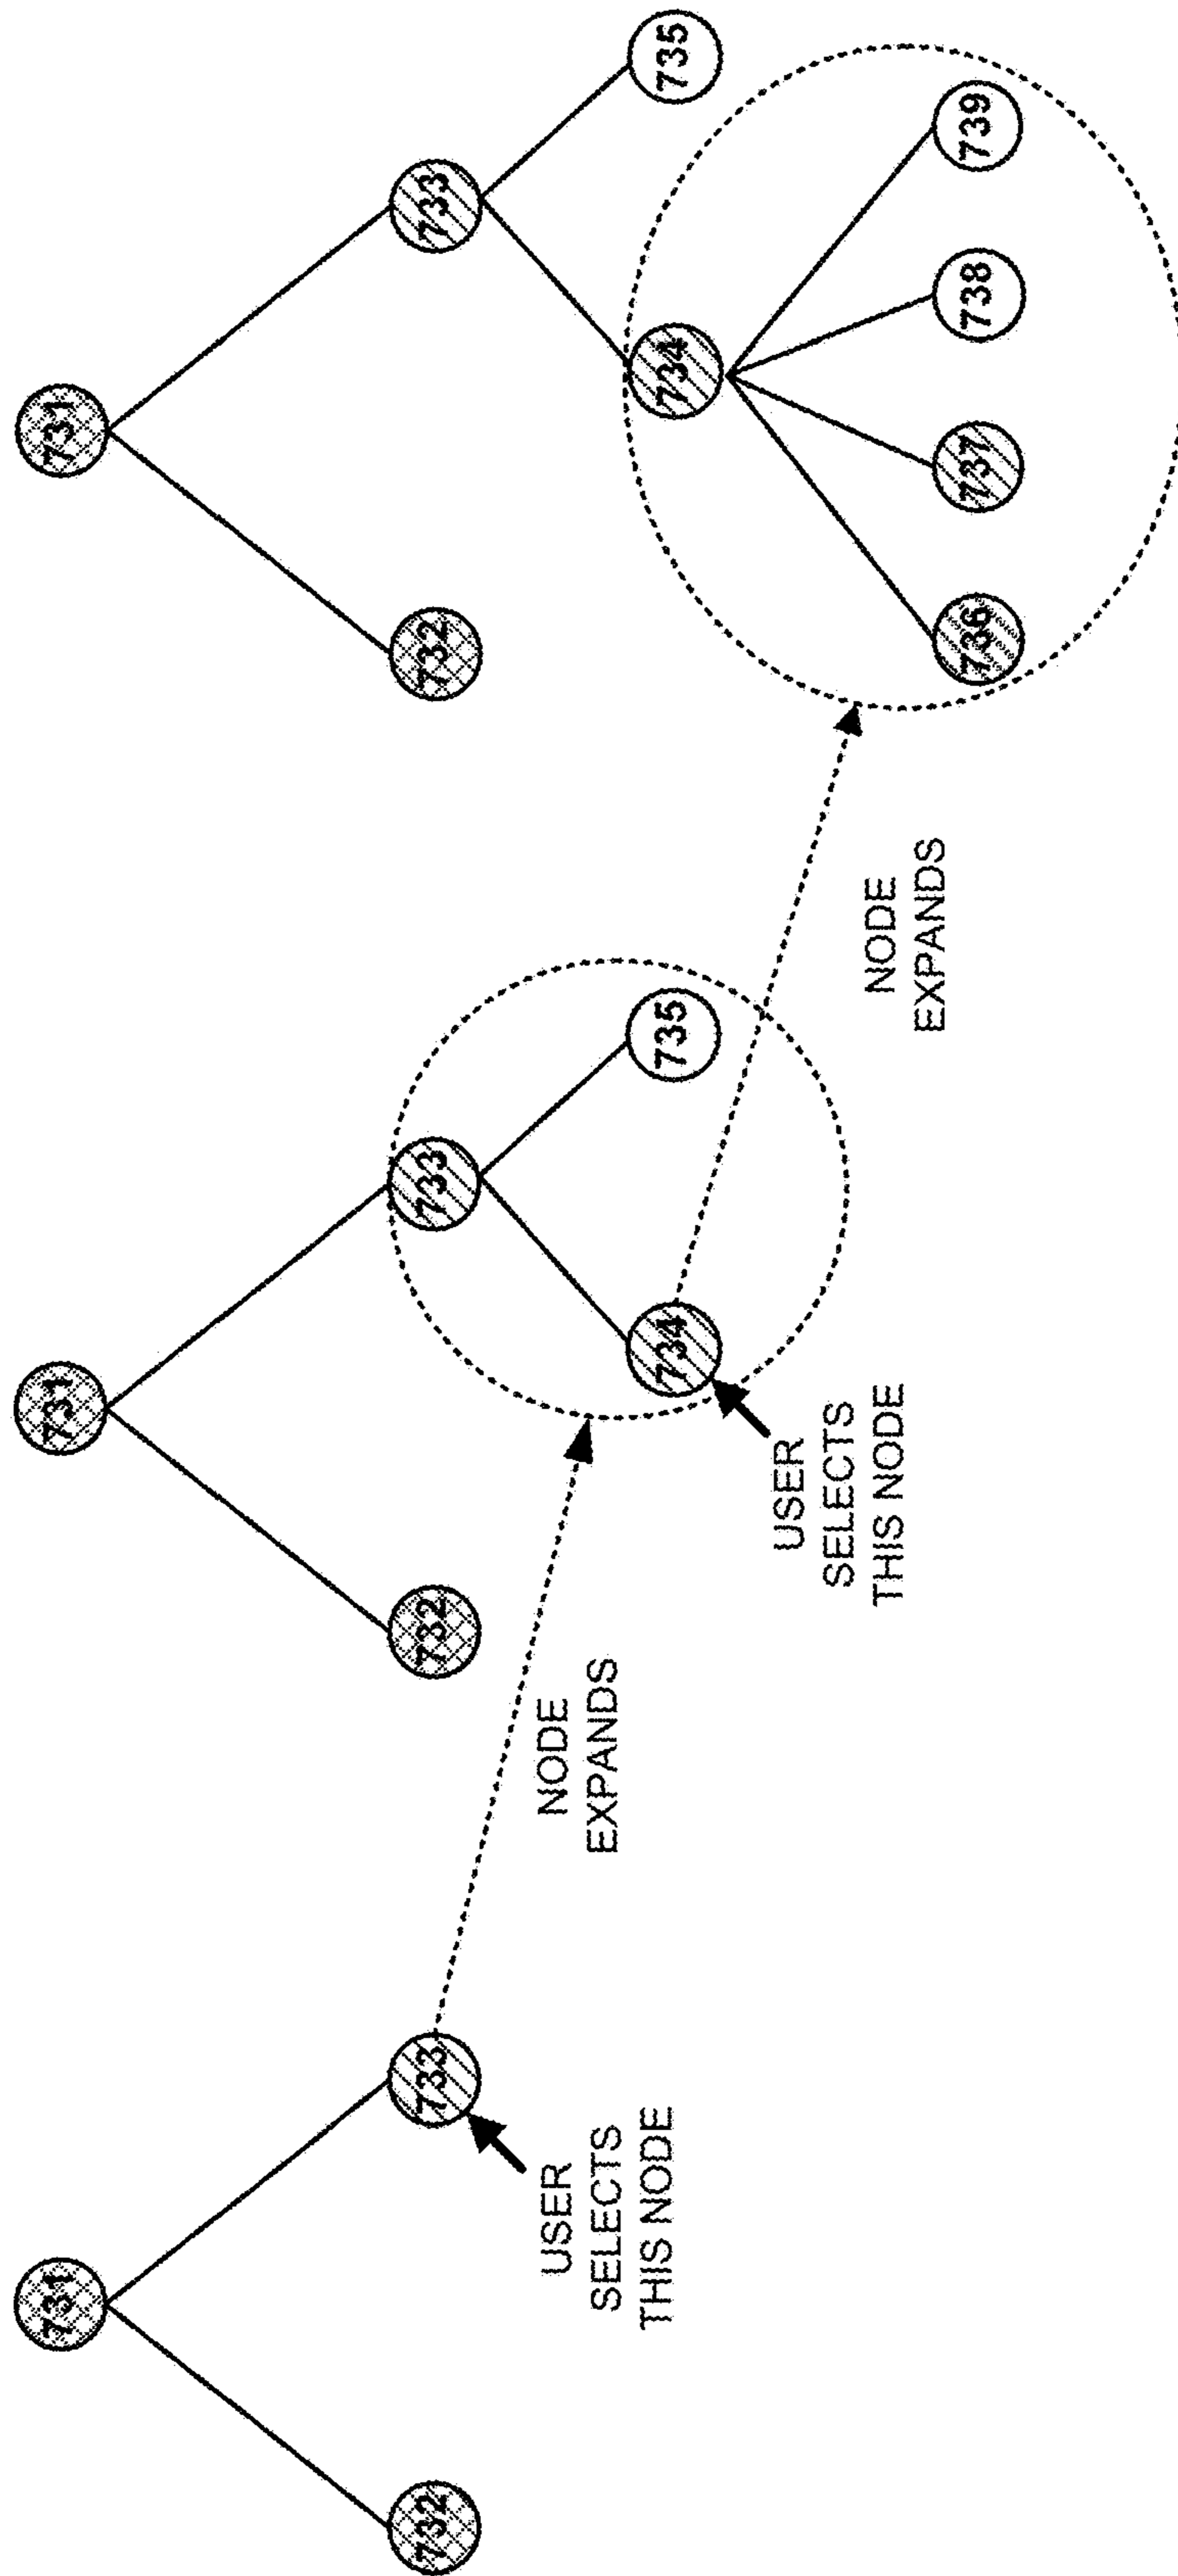 731
732
733
USER
SELECTS
THIS NODE
NODE
EXPANDS
731
732
733
734
735
USER
SELECTS
THIS NODE
NODE
EXPANDS
731
732
733
734
735
736
737
738
739